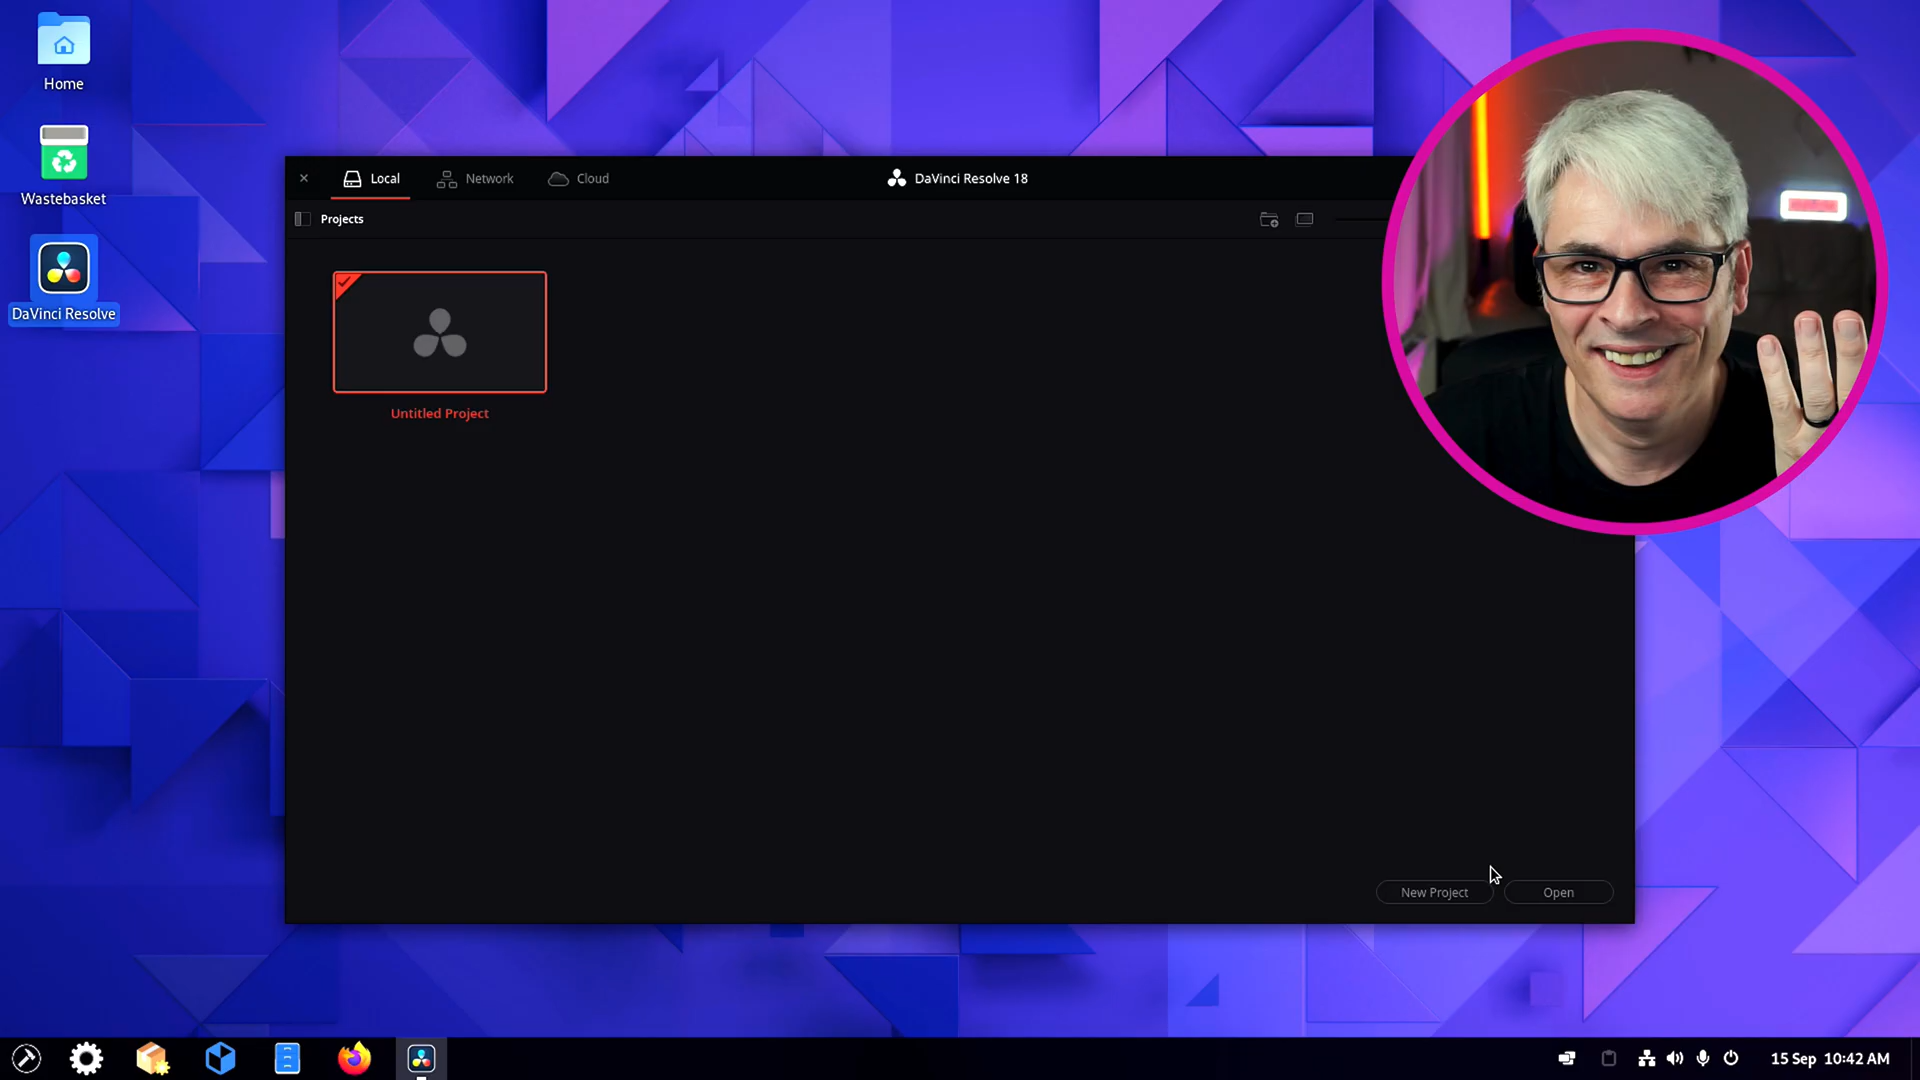 Home
Wastebasket
DaVinci Resolve
Local
Network
Cloud
DaVinci Resolve 18
Projects
Untitled Project
New Project
Open
15 Sep 10:42 AM